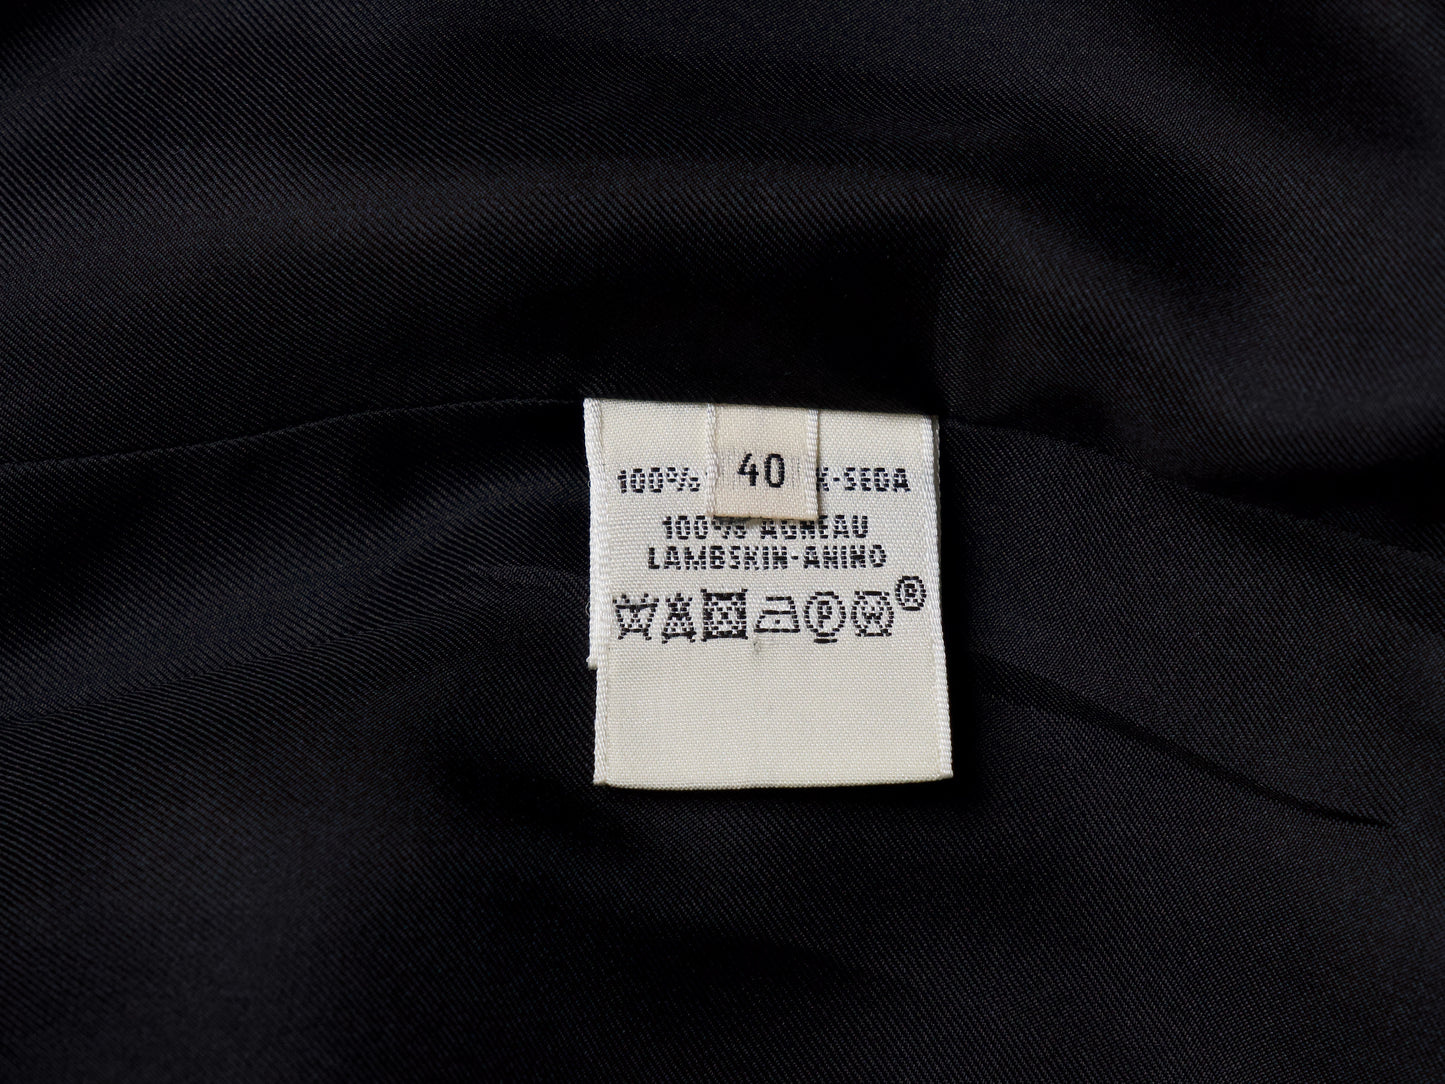 40
100% K-SEDA
100% AGNEAU
LAMBSKIN-ANINO
P W ®